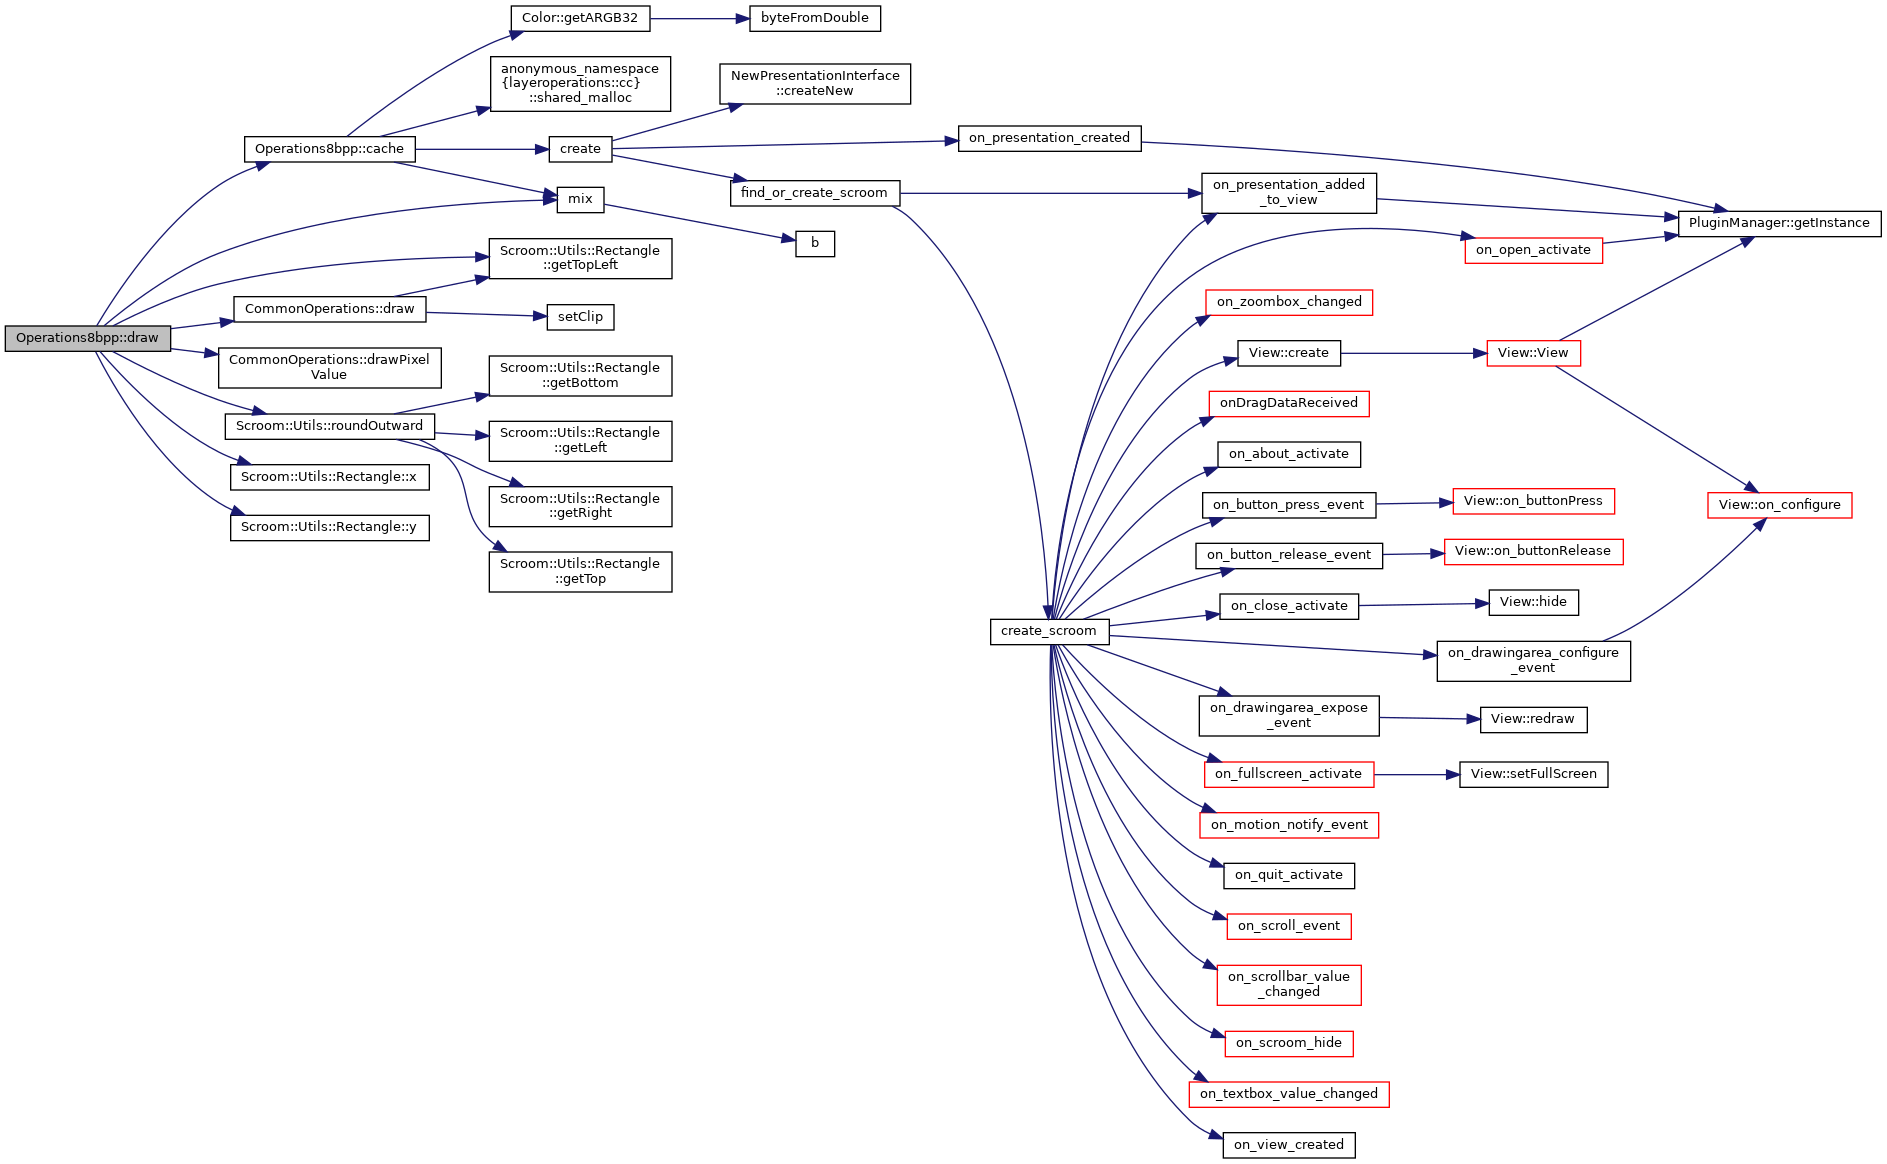 Operations8bpp::draw
Operations8bpp::cache
Color::getARGB32
byteFromDouble
anonymous_namespace
{layeroperations::cc}
::shared_malloc
create
NewPresentationInterface
::createNew
on_presentation_created
find_or_create_scroom
mix
b
Scroom::Utils::Rectangle
::getTopLeft
CommonOperations::draw
setClip
CommonOperations::drawPixel
Value
Scroom::Utils::roundOutward
Scroom::Utils::Rectangle
::getBottom
Scroom::Utils::Rectangle
::getLeft
Scroom::Utils::Rectangle
::getRight
Scroom::Utils::Rectangle
::getTop
Scroom::Utils::Rectangle::x
Scroom::Utils::Rectangle::y
create_scroom
on_presentation_added
_to_view
PluginManager::getInstance
on_open_activate
on_zoombox_changed
View::create
View::View
onDragDataReceived
on_about_activate
on_button_press_event
View::on_buttonPress
View::on_configure
on_button_release_event
View::on_buttonRelease
on_close_activate
View::hide
on_drawingarea_configure
_event
on_drawingarea_expose
_event
View::redraw
on_fullscreen_activate
View::setFullScreen
on_motion_notify_event
on_quit_activate
on_scroll_event
on_scrollbar_value
_changed
on_scroom_hide
on_textbox_value_changed
on_view_created